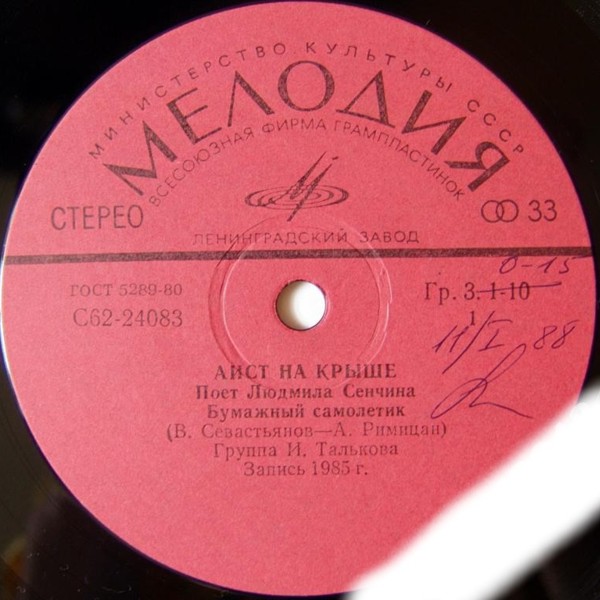 МИНИСТЕРСТВО КУЛЬТУРЫ СССР
МЕЛОДИЯ
ВСЕСОЮЗНАЯ ФИРМА ГРАМПЛАСТИНОК
СТЕРЕО
33
ЛЕНИНГРАДСКИЙ ЗАВОД
ГОСТ 5289-80
Гр. 3. 1-10
0-15
С62-24083
1
11/I 88
АИСТ НА КРЫШЕ
Поет Людмила Сенчина
Бумажный самолетик
(В. Севастьянов—А. Римицан)
Группа И. Талькова
Запись 1985 г.